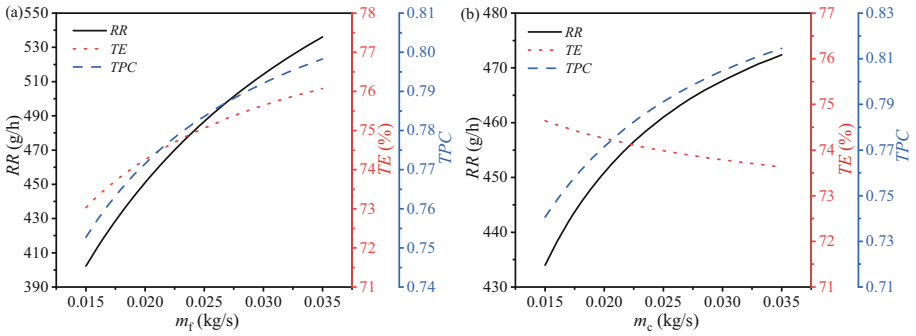 (a)
RR
TE
TPC
550
530
510
490
470
450
430
410
390
RR (g/h)
0.015 0.020 0.025 0.030 0.035
mf (kg/s)
78
77
76
75
74
73
72
71
TE (%)
0.81
0.80
0.79
0.78
0.77
0.76
0.75
0.74
TPC
(b)
RR
TE
TPC
480
470
460
450
440
430
RR (g/h)
0.015 0.020 0.025 0.030 0.035
mc (kg/s)
77
76
75
74
73
72
71
TE (%)
0.83
0.81
0.79
0.77
0.75
0.73
0.71
TPC